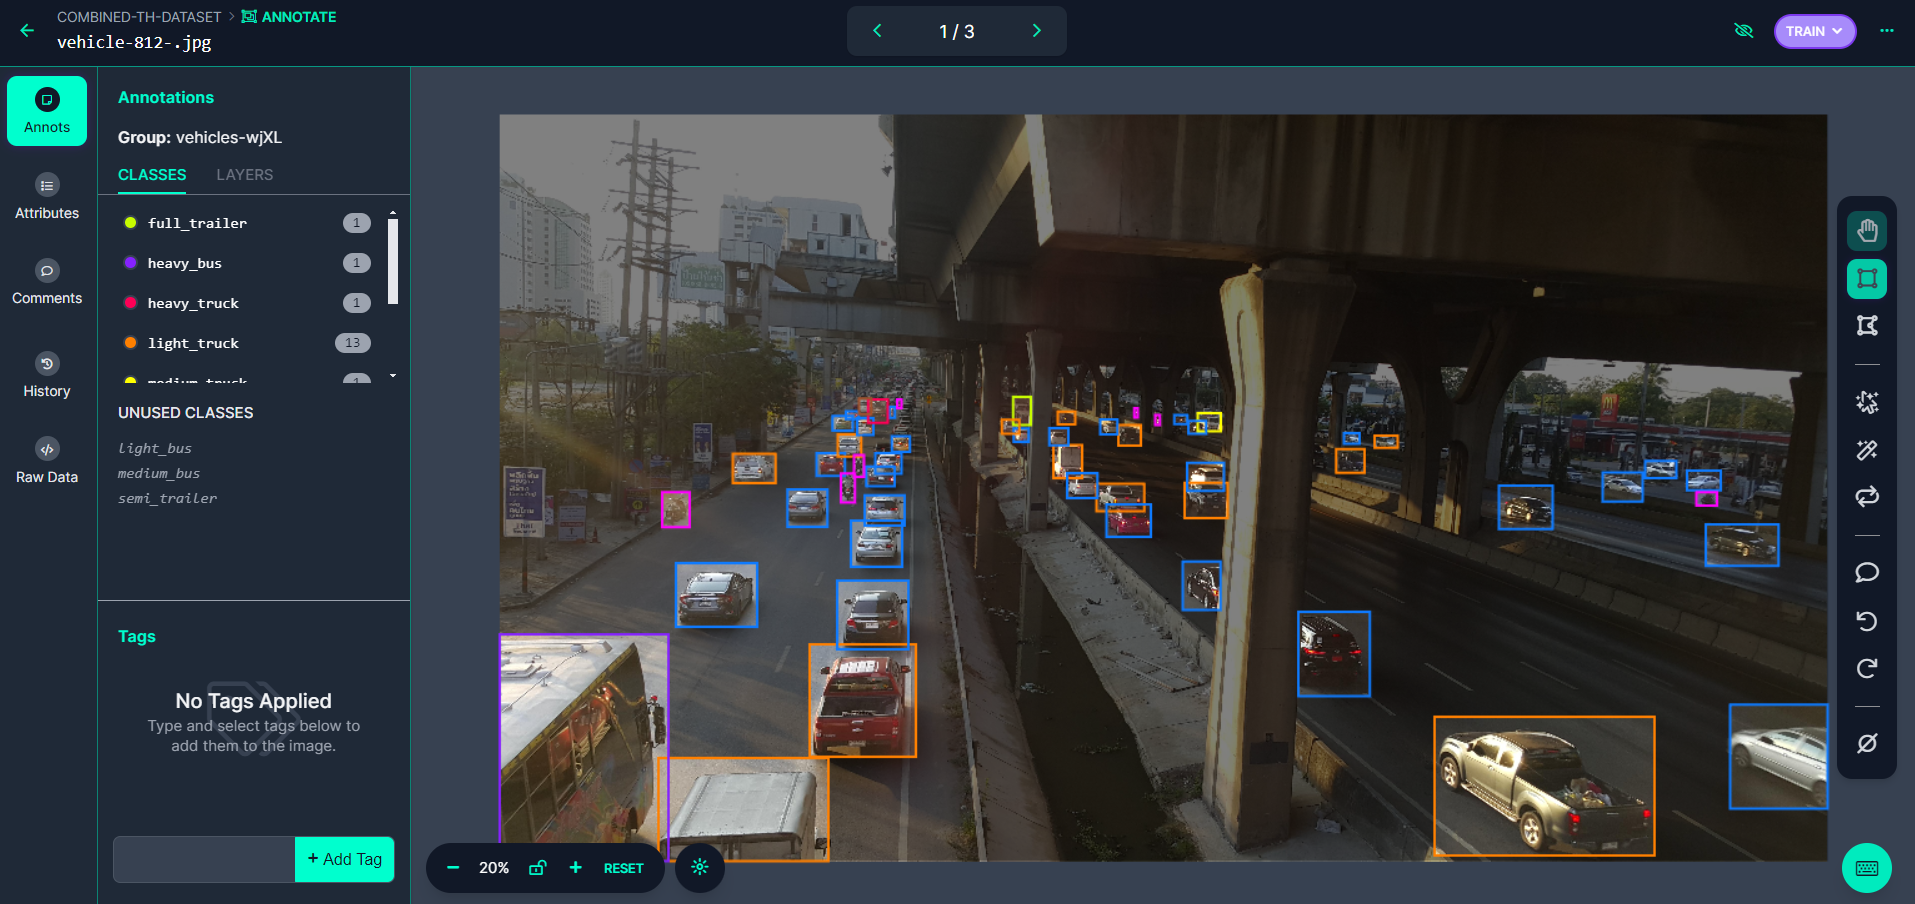 COMBINED-TH-DATASET > ANNOTATE
vehicle-812-.jpg
1 / 3
TRAIN
Annots
Attributes
Comments
History
Raw Data
Annotations
Group: vehicles-wjXL
CLASSES LAYERS
full_trailer 1
heavy_bus 1
heavy_truck 1
light_truck 13
medium_truck 1
UNUSED CLASSES
light_bus
medium_bus
semi_trailer
Tags
No Tags Applied
Type and select tags below to
add them to the image.
+ Add Tag
20%
RESET